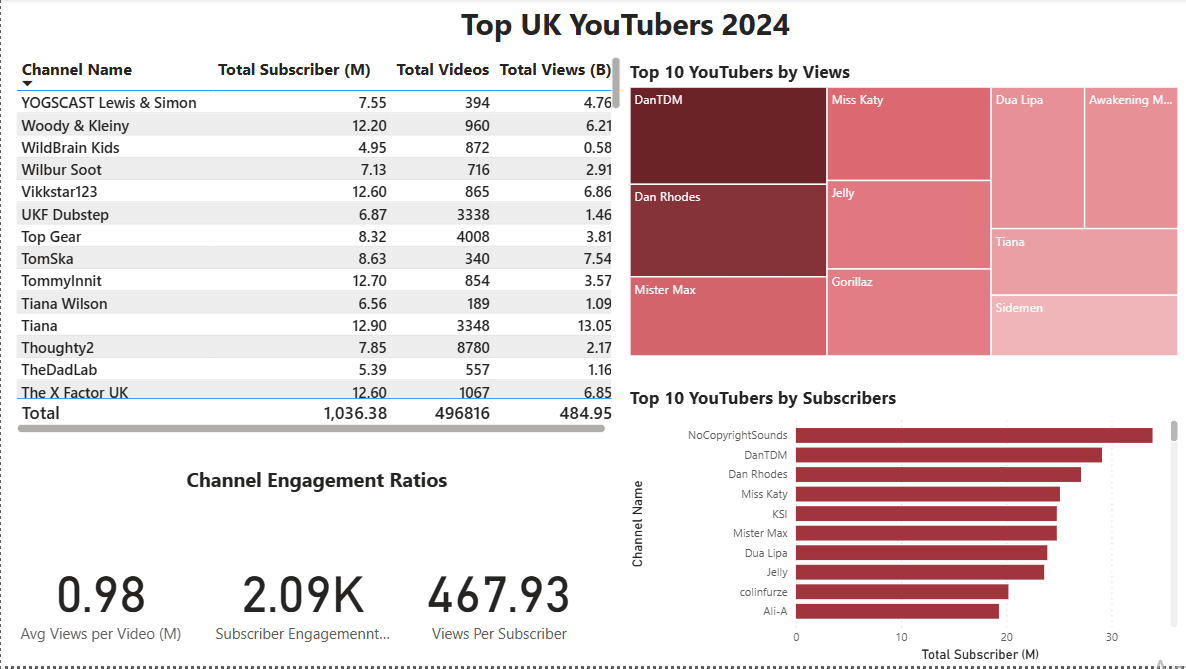 Top UK YouTubers 2024
Channel Name Total Subscriber (M) Total Videos Total Views (B)
YOGSCAST Lewis & Simon 7.55 394 4.76
Woody & Kleiny 12.20 960 6.21
WildBrain Kids 4.95 872 0.58
Wilbur Soot 7.13 716 2.91
Vikkstar123 12.60 865 6.86
UKF Dubstep 6.87 3338 1.46
Top Gear 8.32 4008 3.81
TomSka 8.63 340 7.54
TommyInnit 12.70 854 3.57
Tiana Wilson 6.56 189 1.09
Tiana 12.90 3348 13.05
Thoughty2 7.85 8780 2.17
TheDadLab 5.39 557 1.16
The X Factor UK 12.60 1067 6.85
Total 1,036.38 496816 484.95
Top 10 YouTubers by Views
DanTDM
Dan Rhodes
Mister Max
Miss Katy
Jelly
Gorillaz
Dua Lipa
Awakening M...
Tiana
Sidemen
Channel Engagement Ratios
0.98
Avg Views per Video (M)
2.09K
Subscriber Engagemennt...
467.93
Views Per Subscriber
Top 10 YouTubers by Subscribers
Channel Name
NoCopyrightSounds
DanTDM
Dan Rhodes
Miss Katy
KSI
Mister Max
Dua Lipa
Jelly
colinfurze
Ali-A
0 10 20 30
Total Subscriber (M)